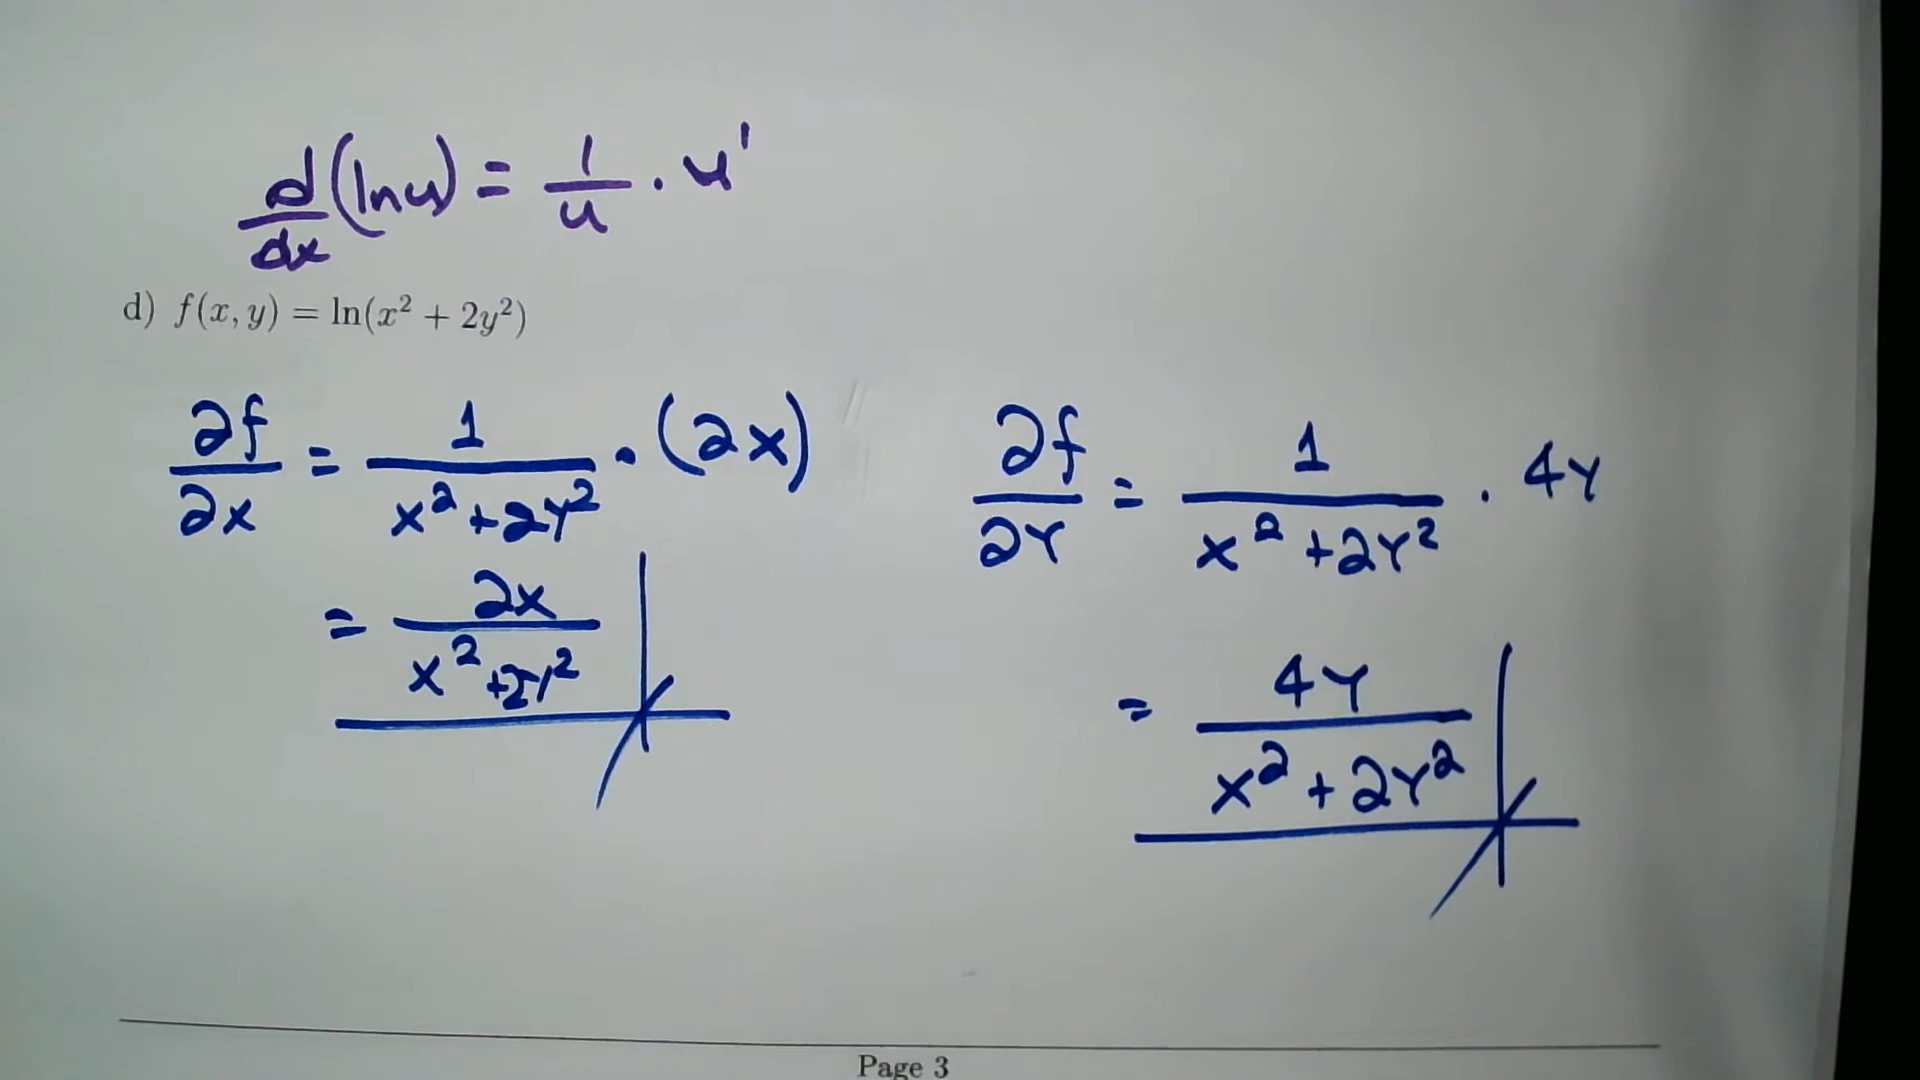 d/dx (ln u) = 1/u · u'
d) f(x, y) = ln(x² + 2y²)
∂f/∂x = 1/(x²+2y²) · (2x)
= 2x/(x²+2y²)
∂f/∂y = 1/(x²+2y²) · 4y
= 4y/(x²+2y²)
Page 3